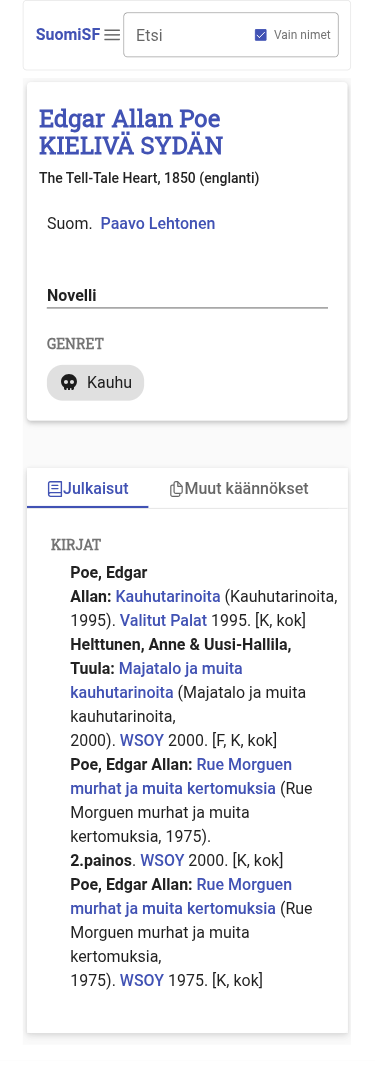 SuomiSF
Etsi
Vain nimet
Edgar Allan Poe
KIELIVÄ SYDÄN
The Tell-Tale Heart, 1850 (englanti)
Suom. Paavo Lehtonen
Novelli
GENRET
Kauhu
Julkaisut
Muut käännökset
KIRJAT
Poe, Edgar
Allan: Kauhutarinoita (Kauhutarinoita,
1995). Valitut Palat 1995. [K, kok]
Helttunen, Anne & Uusi-Hallila,
Tuula: Majatalo ja muita
kauhutarinoita (Majatalo ja muita
kauhutarinoita,
2000). WSOY 2000. [F, K, kok]
Poe, Edgar Allan: Rue Morguen
murhat ja muita kertomuksia (Rue
Morguen murhat ja muita
kertomuksia, 1975).
2.painos. WSOY 2000. [K, kok]
Poe, Edgar Allan: Rue Morguen
murhat ja muita kertomuksia (Rue
Morguen murhat ja muita
kertomuksia,
1975). WSOY 1975. [K, kok]